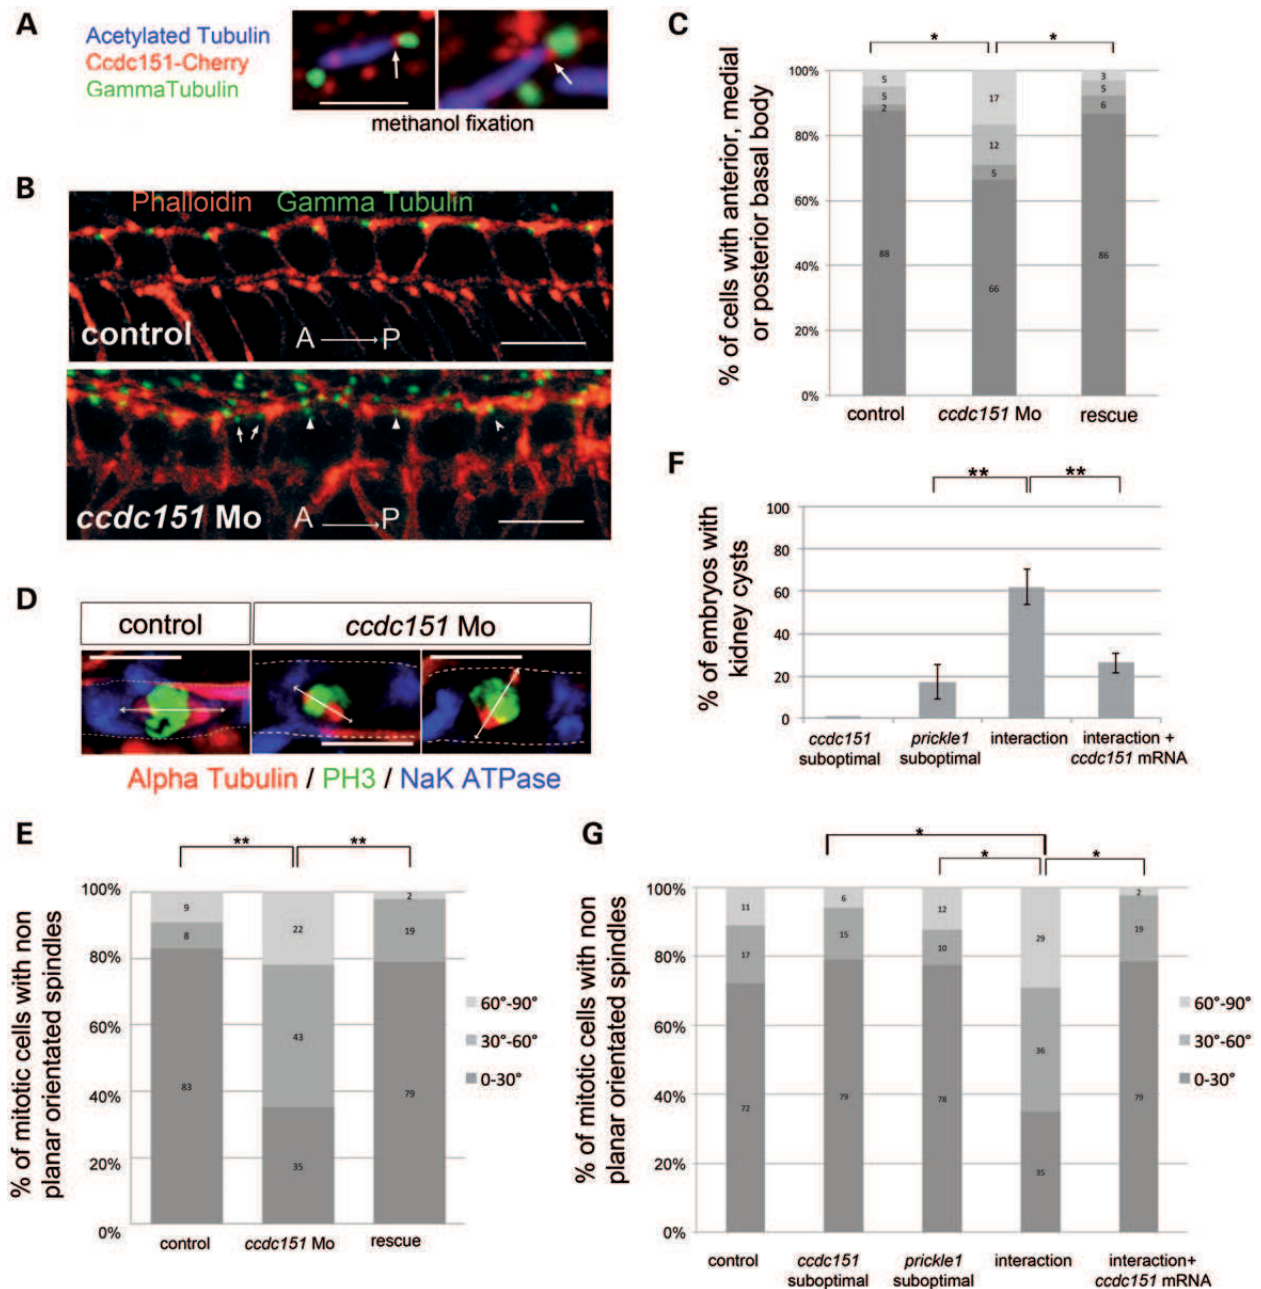 A
Acetylated Tubulin
Ccdc151-Cherry
GammaTubulin
methanol fixation
B
Phalloidin Gamma Tubulin
control
A P
ccdc151 Mo
A P
C
% of cells with anterior, medial
or posterior basal body
* *
100%
80%
60%
40%
20%
0%
5
5
2
88
17
12
5
66
3
5
6
86
control ccdc151 Mo rescue
D
control ccdc151 Mo
Alpha Tubulin / PH3 / NaK ATPase
E
% of mitotic cells with non
planar orientated spindles
** **
100%
80%
60%
40%
20%
0%
9
8
83
22
43
35
2
19
79
control ccdc151 Mo rescue
60°-90°
30°-60°
0-30°
F
% of embryos with
kidney cysts
** **
100
80
60
40
20
0
ccdc151
suboptimal
prickle1
suboptimal
interaction
interaction +
ccdc151 mRNA
G
% of mitotic cells with non
planar orientated spindles
*
* *
100%
80%
60%
40%
20%
0%
11
17
72
6
15
79
12
10
78
29
36
35
2
19
79
control
ccdc151
suboptimal
prickle1
suboptimal
interaction
interaction+
ccdc151 mRNA
60°-90°
30°-60°
0-30°